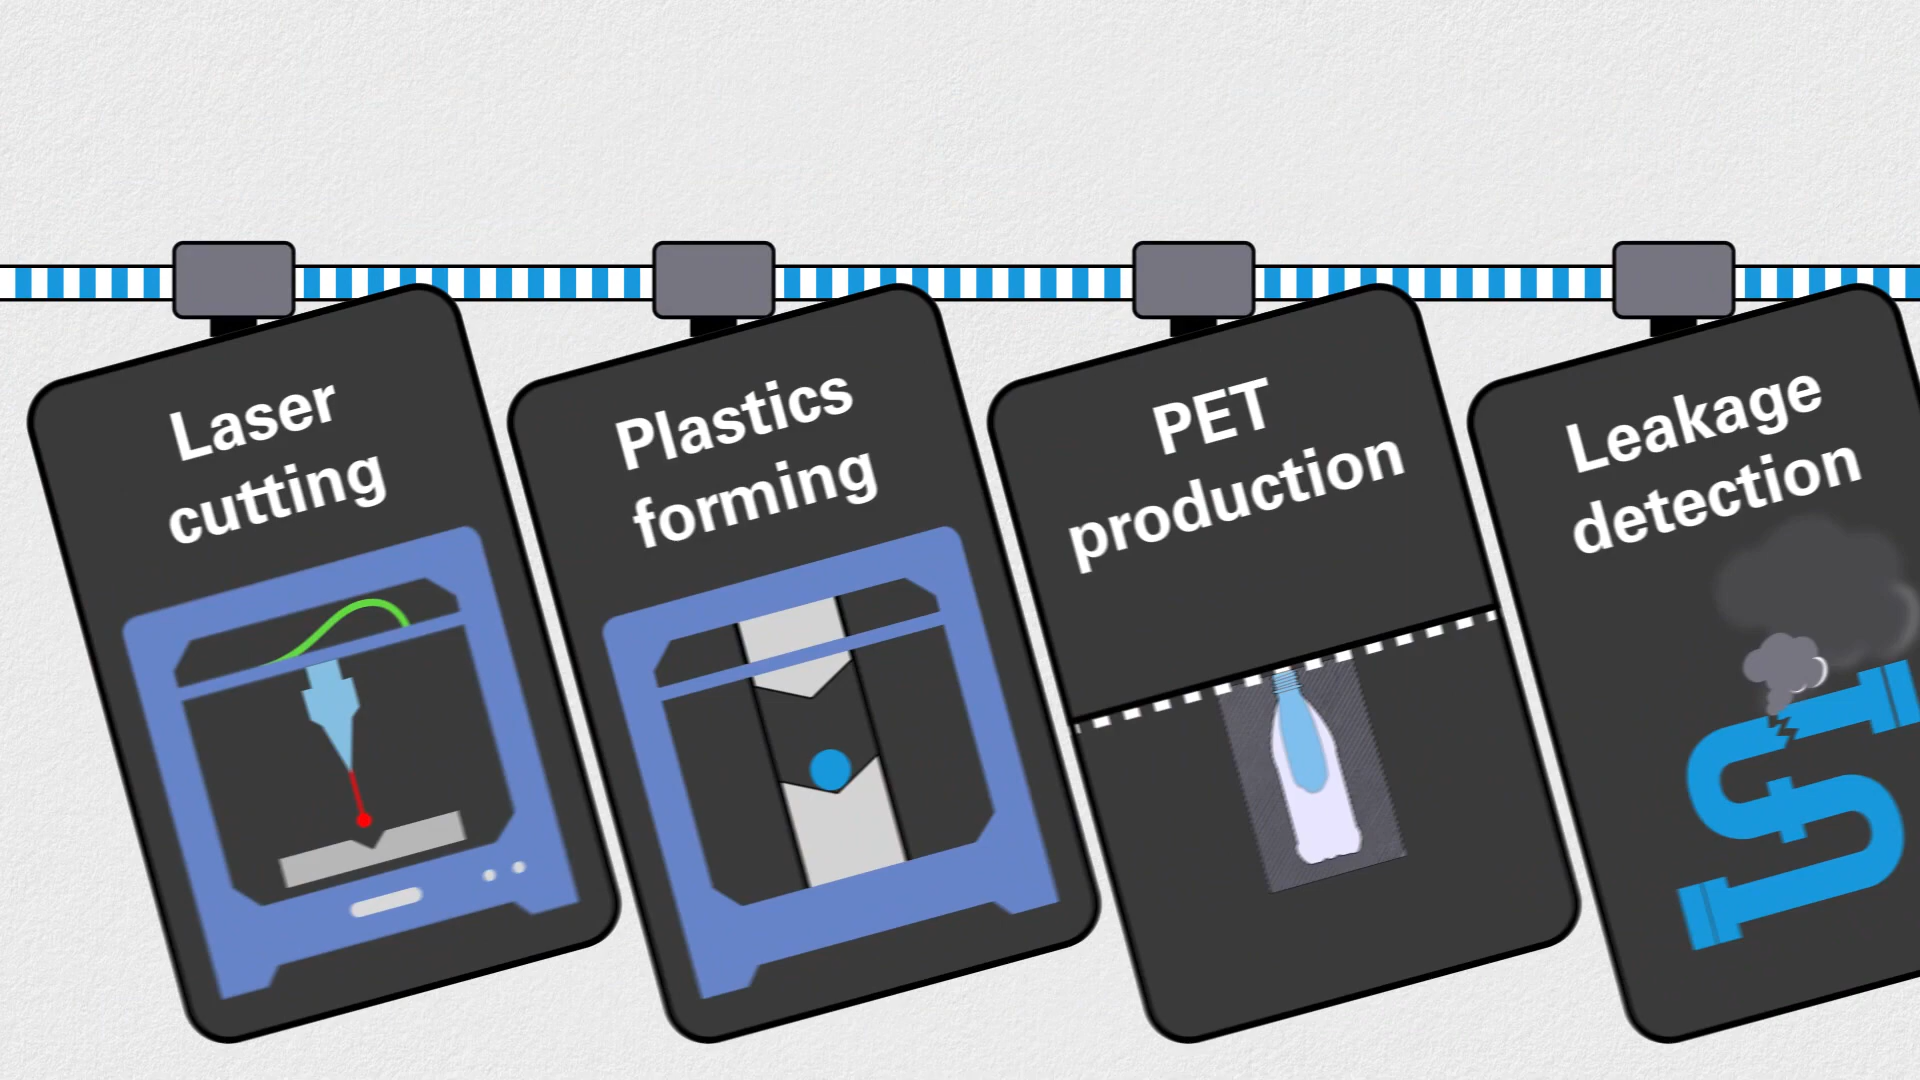 Laser
cutting
Plastics
forming
PET
production
Leakage
detection